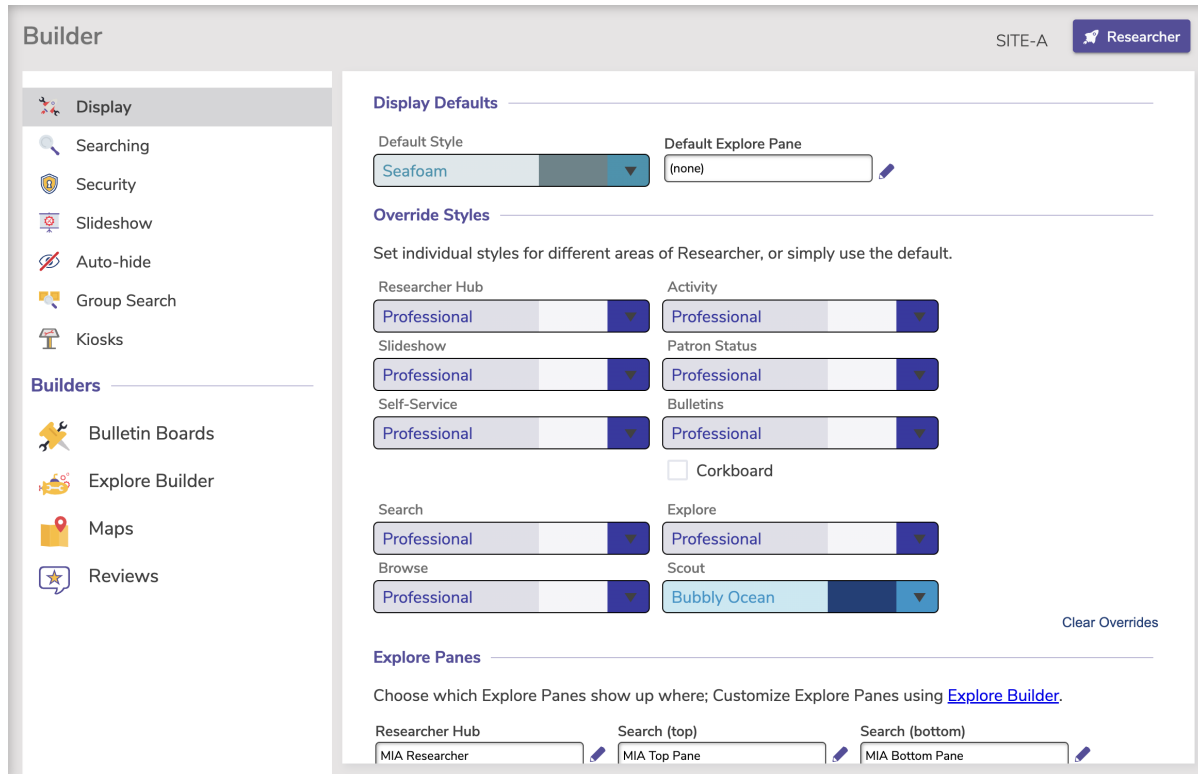 Builder
SITE-A
Researcher
Display
Searching
Security
Slideshow
Auto-hide
Group Search
Kiosks
Builders
Bulletin Boards
Explore Builder
Maps
Reviews
Display Defaults
Default Style
Default Explore Pane
Seafoam
(none)
Override Styles
Set individual styles for different areas of Researcher, or simply use the default.
Researcher Hub
Activity
Professional
Professional
Slideshow
Patron Status
Professional
Professional
Self-Service
Bulletins
Professional
Professional
Corkboard
Search
Explore
Professional
Professional
Browse
Scout
Professional
Bubbly Ocean
Clear Overrides
Explore Panes
Choose which Explore Panes show up where; Customize Explore Panes using Explore Builder.
Researcher Hub
Search (top)
Search (bottom)
MIA Researcher
MIA Top Pane
MIA Bottom Pane